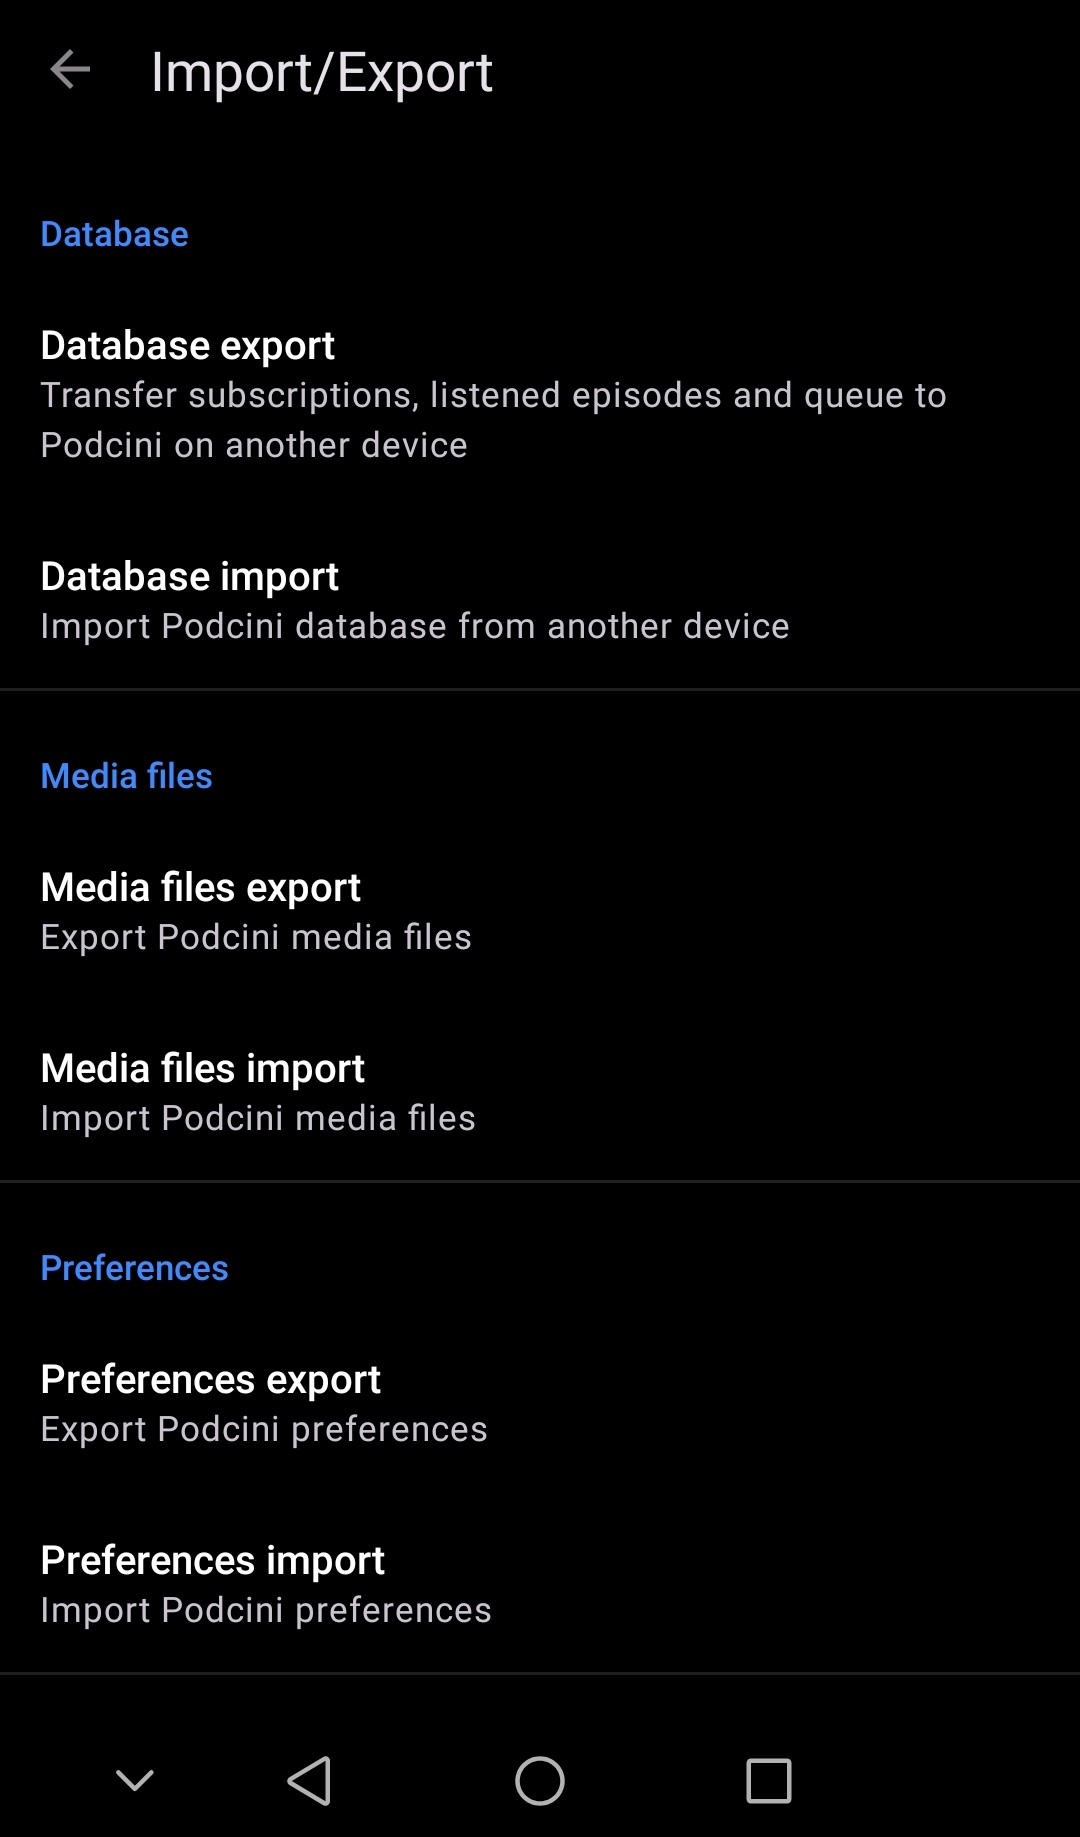 Import/Export
Database
Database export
Transfer subscriptions, listened episodes and queue to
Podcini on another device
Database import
Import Podcini database from another device
Media files
Media files export
Export Podcini media files
Media files import
Import Podcini media files
Preferences
Preferences export
Export Podcini preferences
Preferences import
Import Podcini preferences